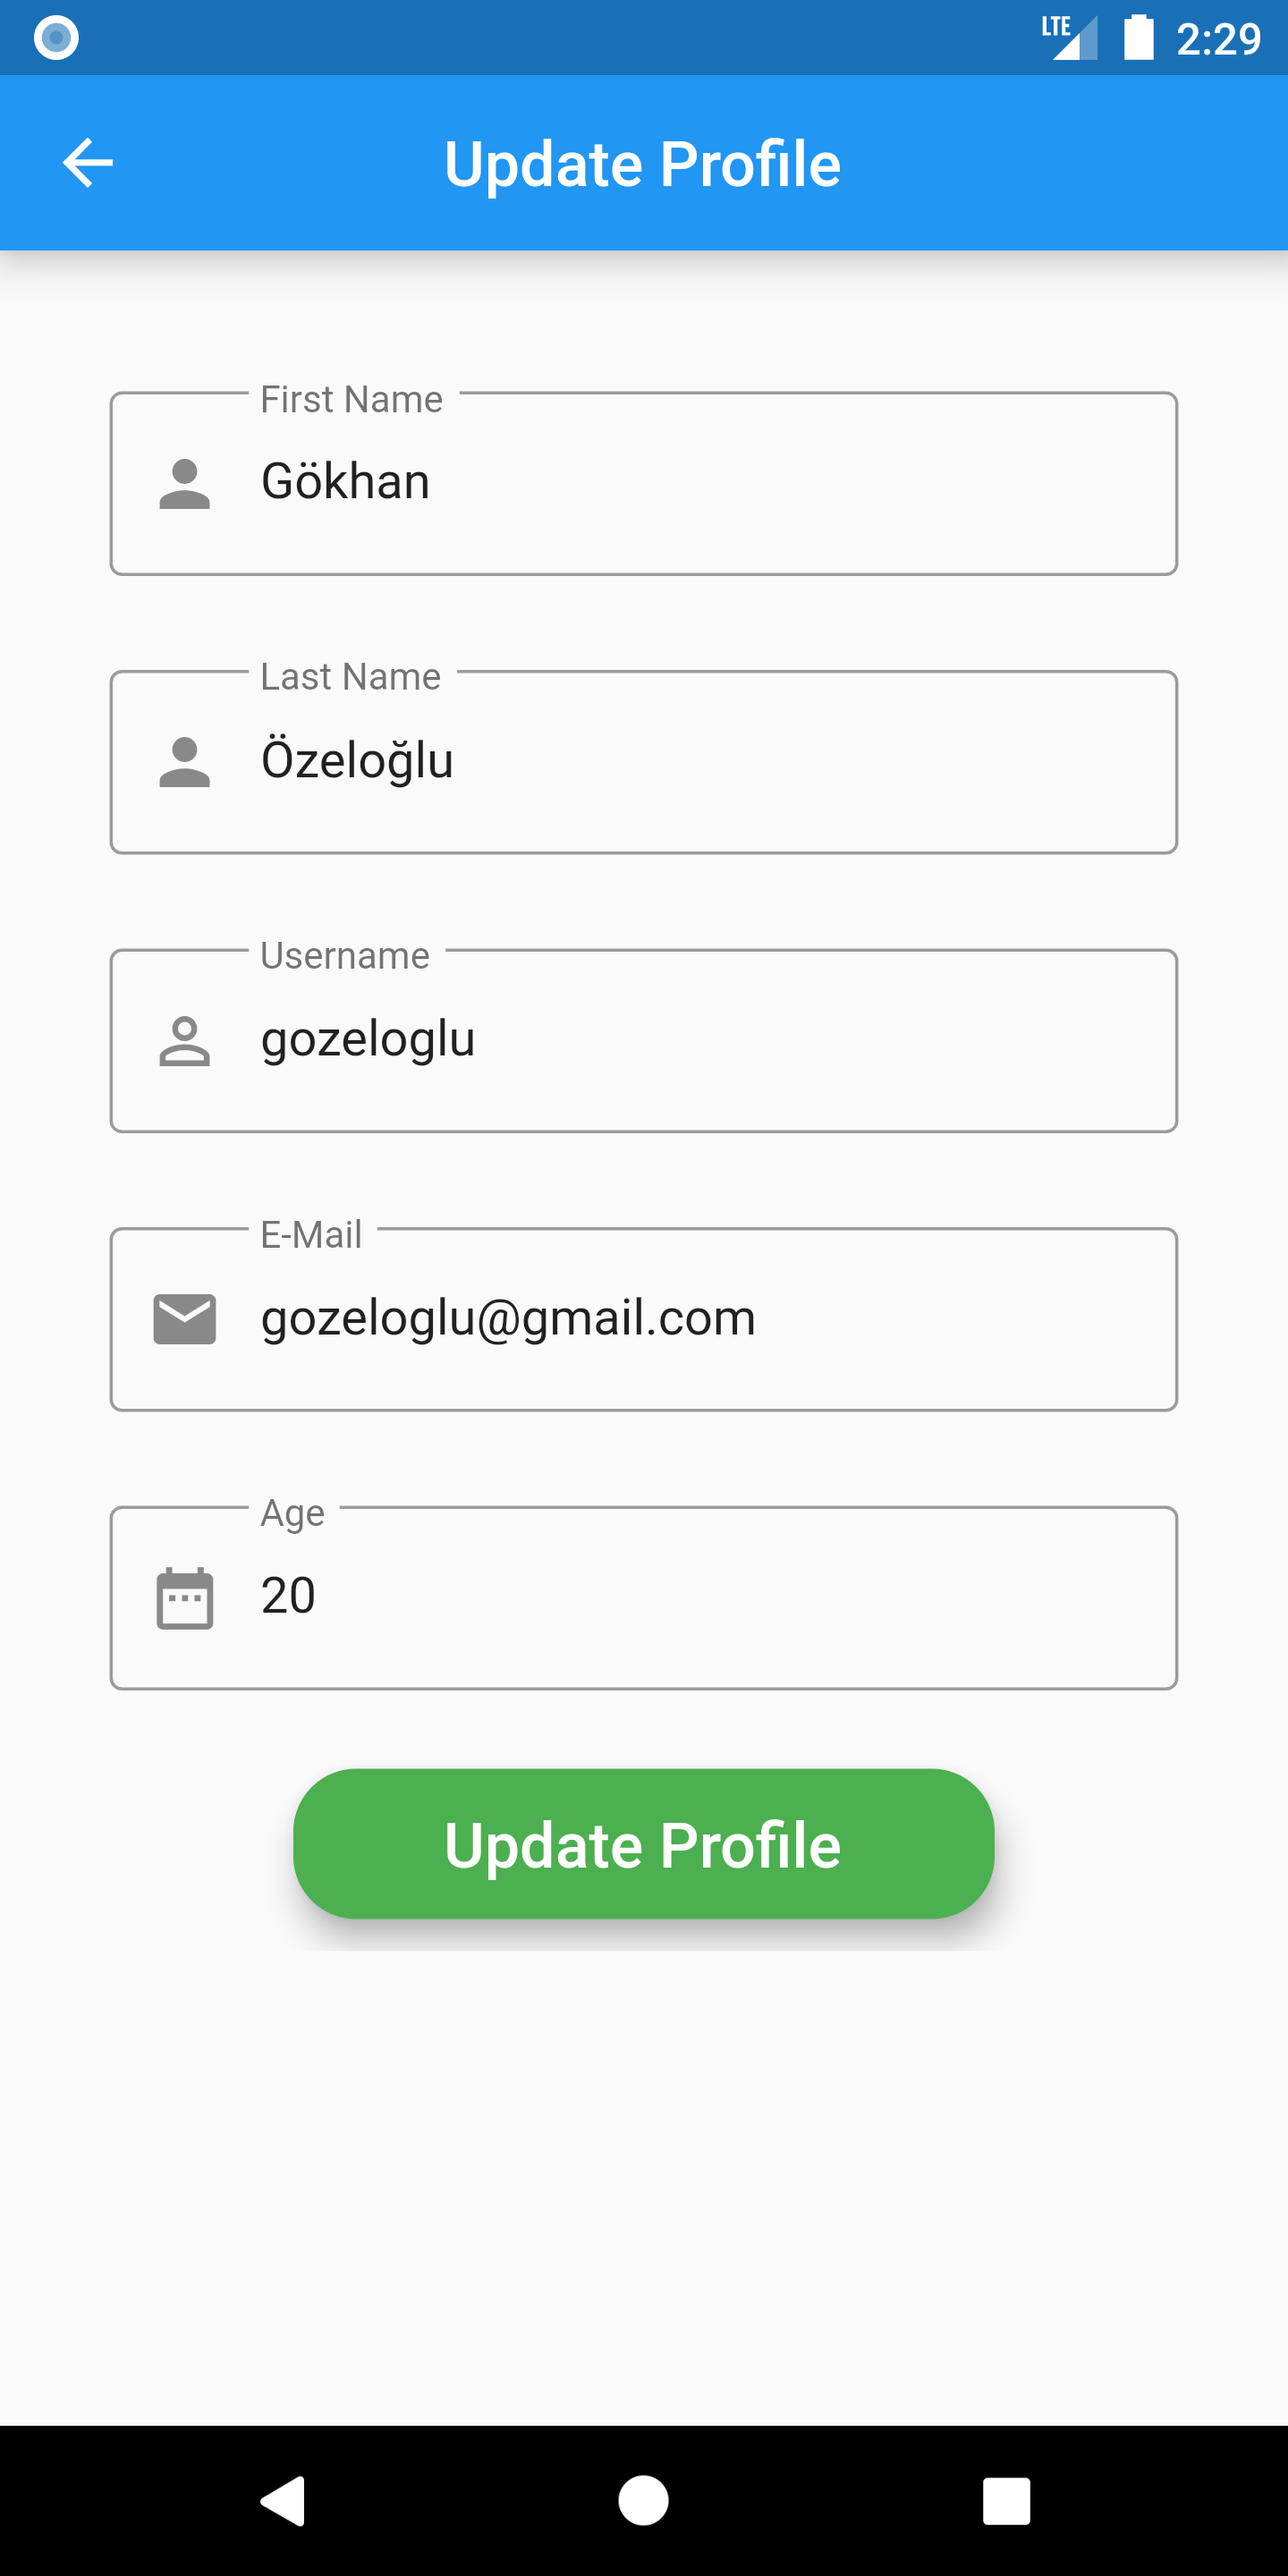 LTE 2:29
Update Profile
First Name
Gökhan
Last Name
Özeloğlu
Username
gozeloglu
E-Mail
gozeloglu@gmail.com
Age
20
Update Profile